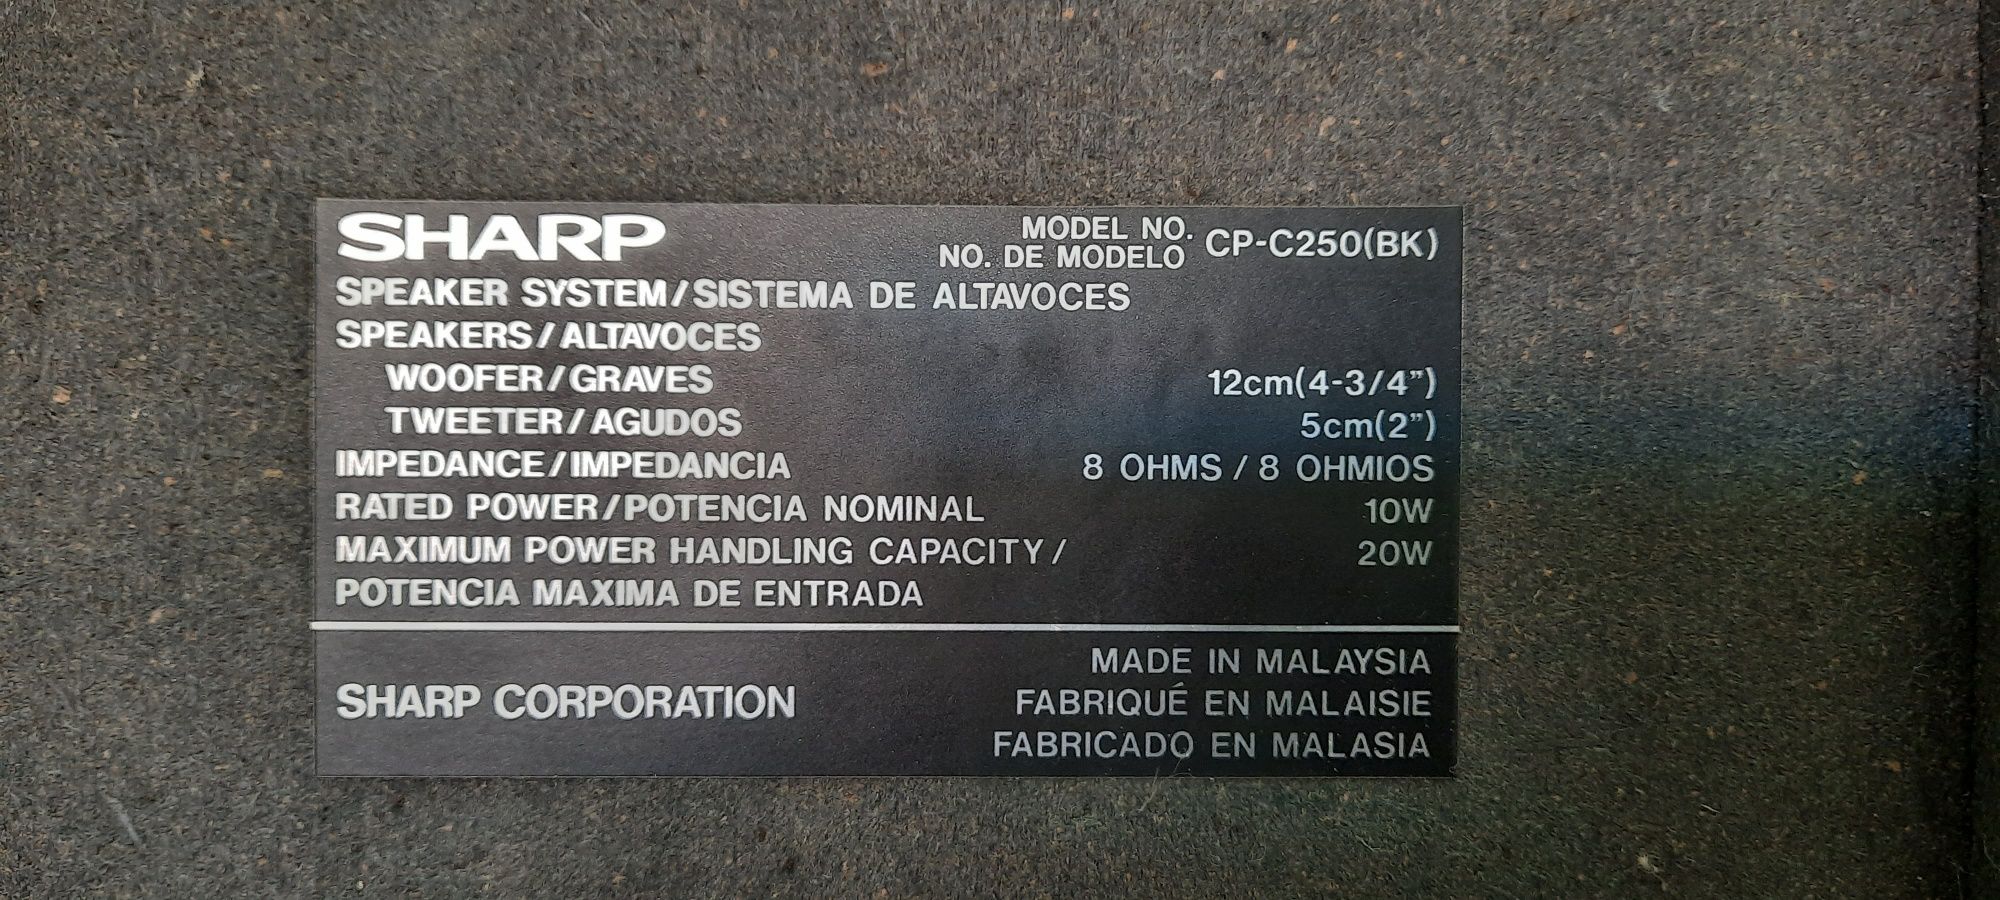 SHARP
MODEL NO.
NO. DE MODELO CP-C250(BK)
SPEAKER SYSTEM/SISTEMA DE ALTAVOCES
SPEAKERS/ALTAVOCES
WOOFER/GRAVES 12cm(4-3/4”)
TWEETER/AGUDOS 5cm(2”)
IMPEDANCE/IMPEDANCIA 8 OHMS / 8 OHMIOS
RATED POWER/POTENCIA NOMINAL 10W
MAXIMUM POWER HANDLING CAPACITY/ 20W
POTENCIA MAXIMA DE ENTRADA
SHARP CORPORATION
MADE IN MALAYSIA
FABRIQUÉ EN MALAISIE
FABRICADO EN MALASIA